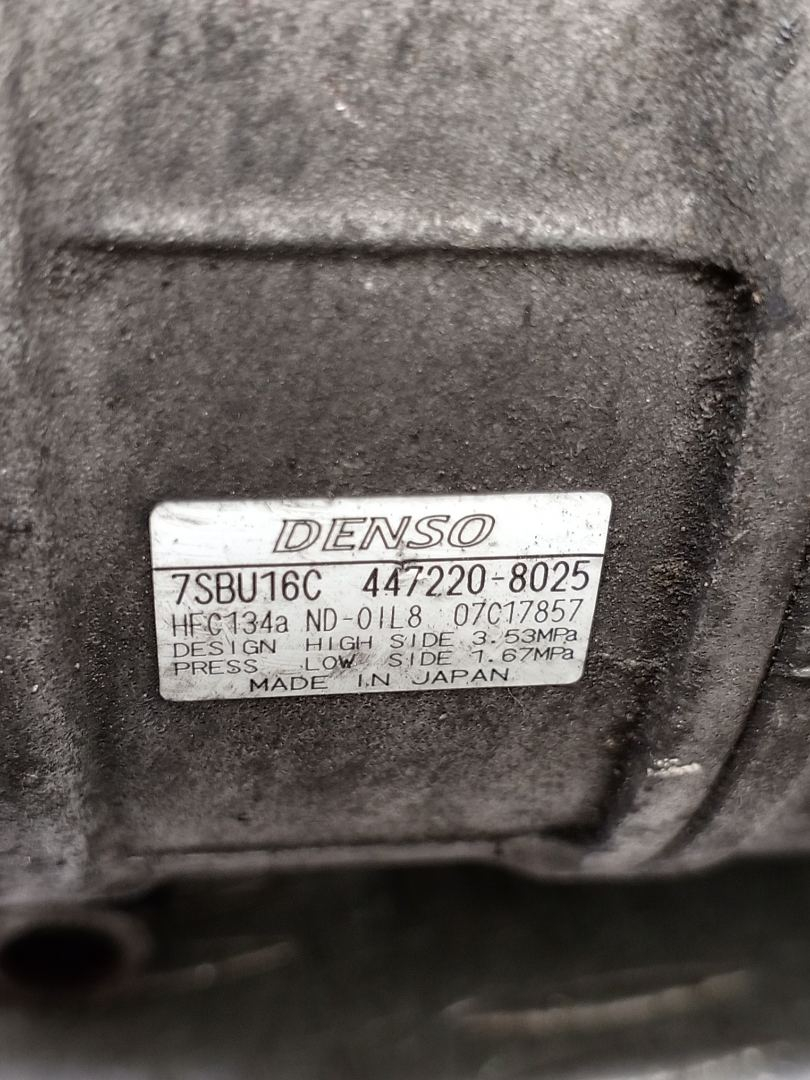 DENSO
7SBU16C 447220-8025
HFC134a ND-OIL8 07C17857
DESIGN HIGH SIDE 3.53MPa
PRESS LOW SIDE 1.67MPa
MADE IN JAPAN